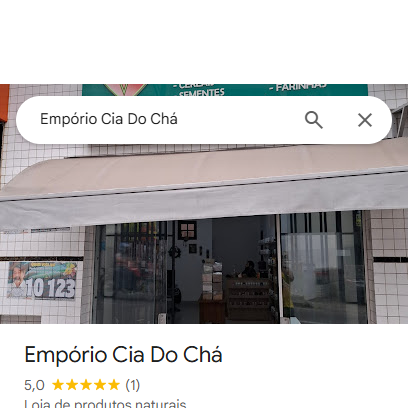 - CEREAIS
- SEMENTES
- FARINHAS
Empório Cia Do Chá
10 123
Empório Cia Do Chá
5,0 (1)
Loja de produtos naturais